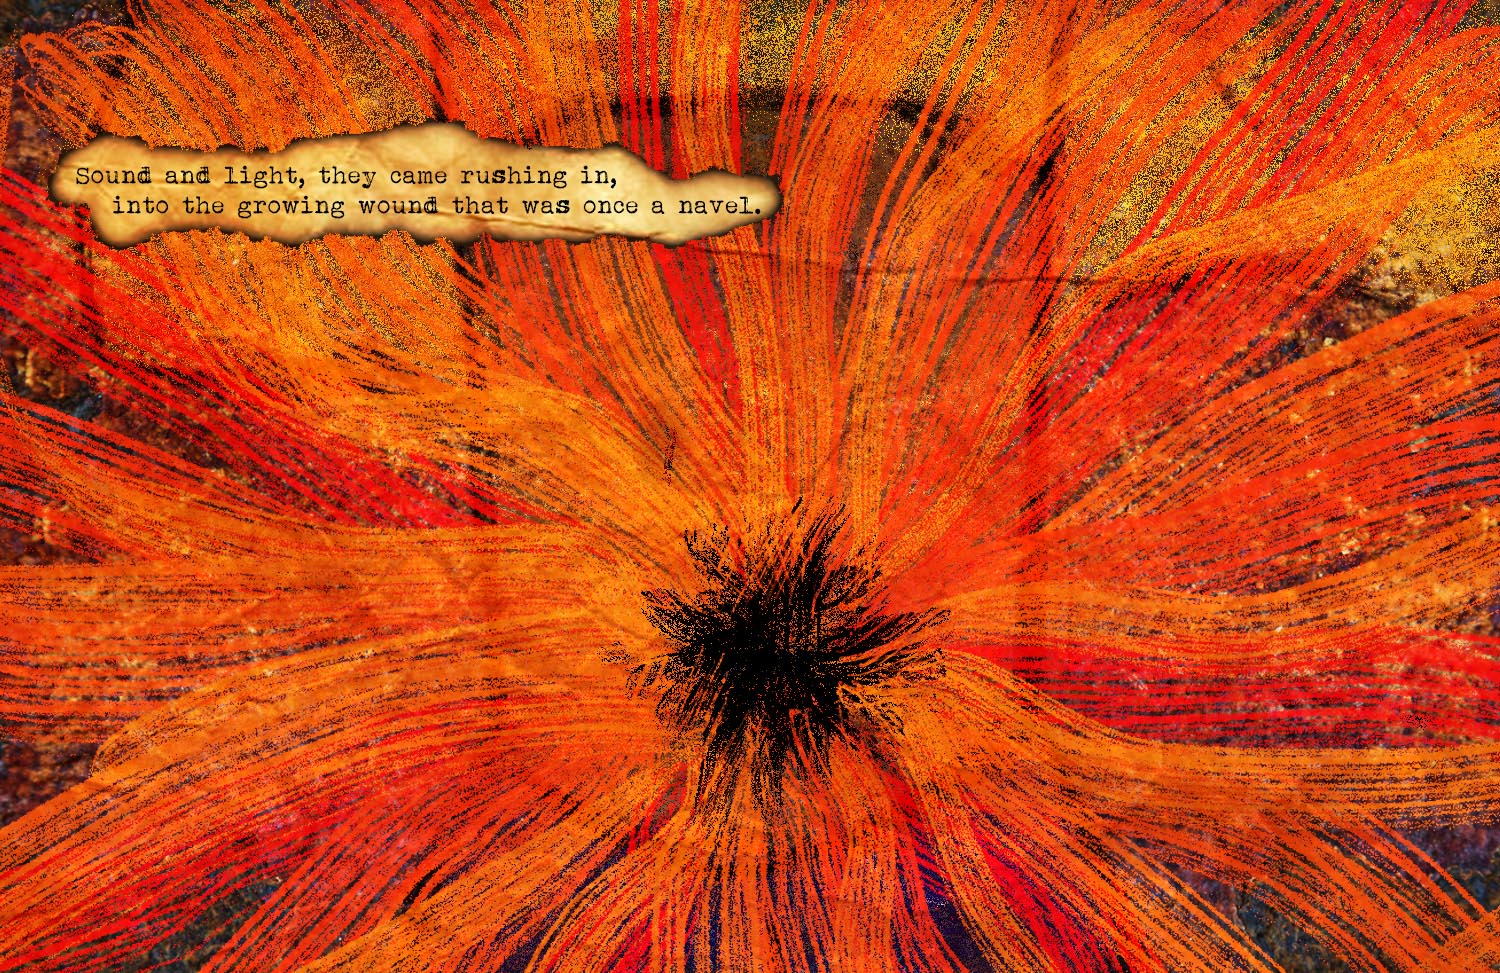 Sound and light, they came rushing in,
into the growing wound that was once a navel.